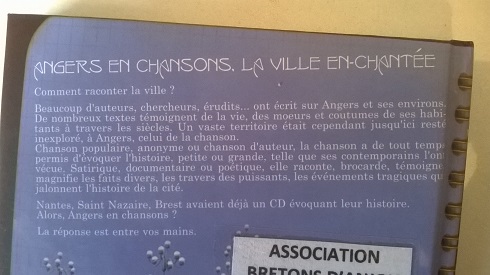 ANGERS EN CHANSONS, LA VILLE EN-CHANTÉE
Comment raconter la ville ?
Beaucoup d'auteurs, chercheurs, érudits... ont écrit sur Angers et ses environs.
De nombreux textes témoignent de la vie, des moeurs et coutumes de ses habi-
tants à travers les siècles. Un vaste territoire était cependant jusqu'ici resté
inexploré, à Angers, celui de la chanson.
Chanson populaire, anonyme ou chanson d'auteur, la chanson a de tout temps
permis d'évoquer l'histoire, petite ou grande, telle que ses contemporains l'ont
vécue. Satirique, documentaire ou poétique, elle raconte, brocarde, témoigne,
magnifie les faits divers, les travers des puissants, les événements tragiques qui
jalonnent l'histoire de la cité.
Nantes, Saint Nazaire, Brest avaient déjà un CD évoquant leur histoire.
Alors, Angers en chansons ?
La réponse est entre vos mains.
ASSOCIATION
BRETONS